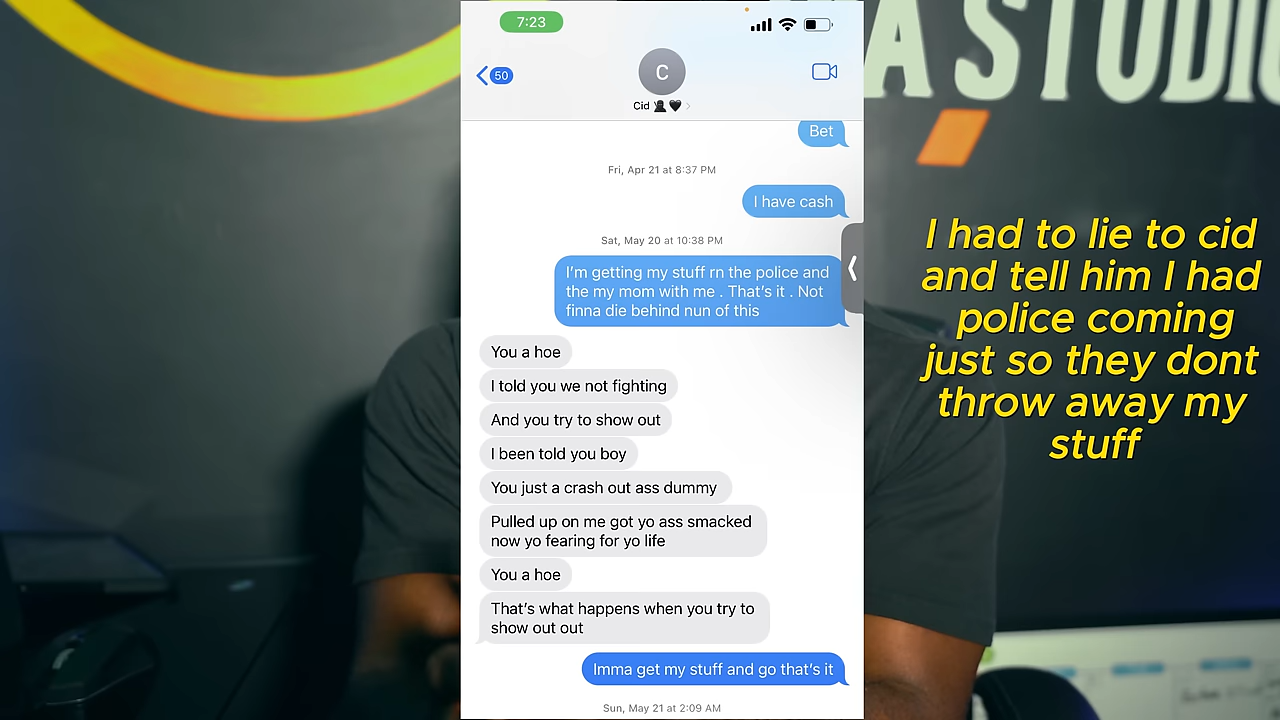 7:23
A STUDIO
50
C
Cid
Bet
Fri, Apr 21 at 8:37 PM
I have cash
Sat, May 20 at 10:38 PM
I'm getting my stuff rn the police and
the my mom with me . That's it . Not
finna die behind nun of this
You a hoe
I told you we not fighting
And you try to show out
I been told you boy
You just a crash out ass dummy
Pulled up on me got yo ass smacked
now yo fearing for yo life
You a hoe
That's what happens when you try to
show out out
Imma get my stuff and go that's it
Sun, May 21 at 2:09 AM
I had to lie to cid
and tell him I had
police coming
just so they dont
throw away my
stuff